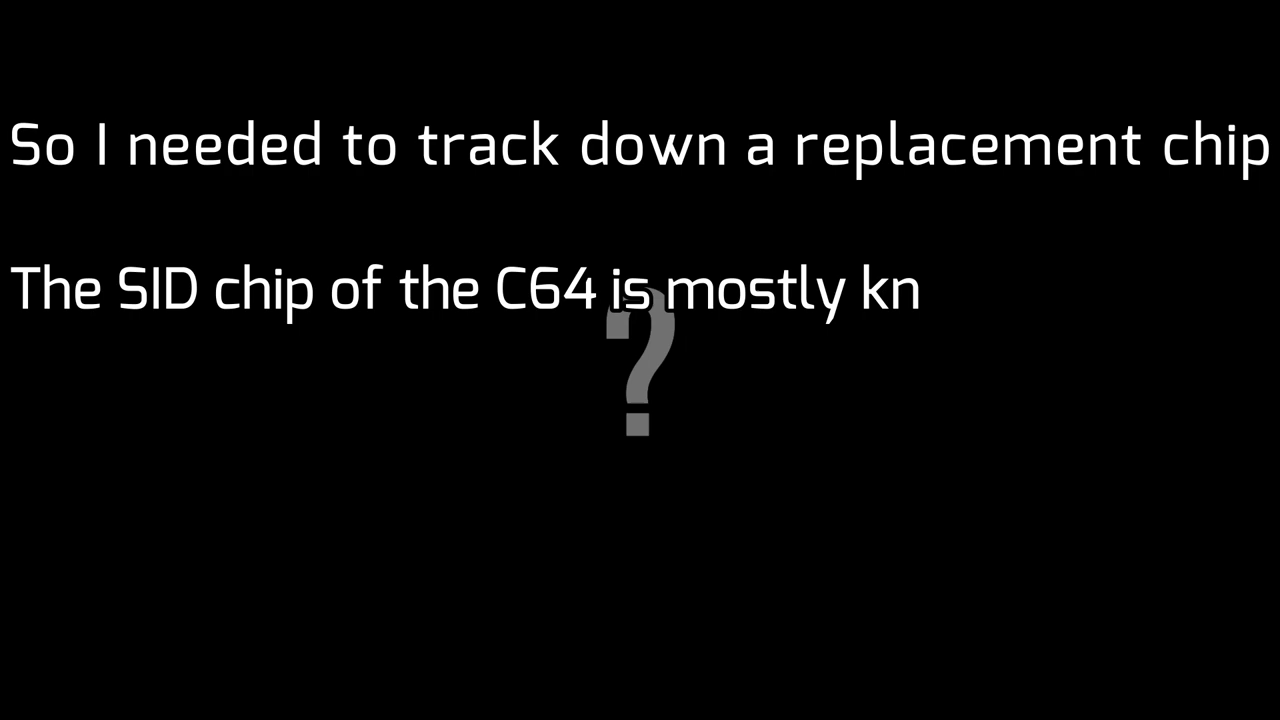 So I needed to track down a replacement chip
The SID chip of the C64 is mostly kn
?